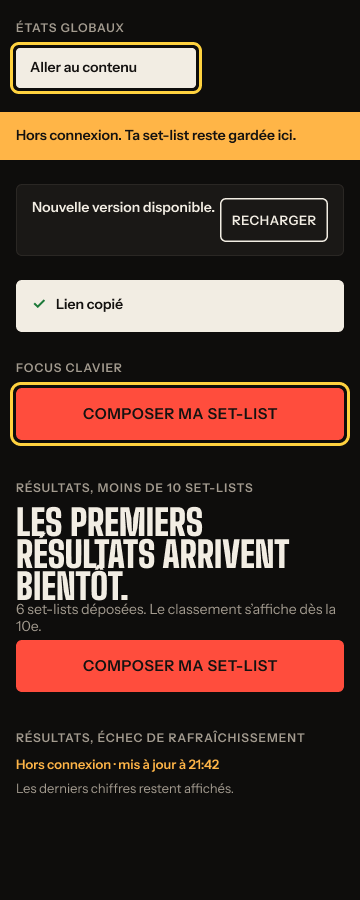 ÉTATS GLOBAUX
Aller au contenu
Hors connexion. Ta set-list reste gardée ici.
Nouvelle version disponible.
RECHARGER
Lien copié
FOCUS CLAVIER
COMPOSER MA SET-LIST
RÉSULTATS, MOINS DE 10 SET-LISTS
LES PREMIERS
RÉSULTATS ARRIVENT
BIENTÔT.
6 set-lists déposées. Le classement s’affiche dès la
10e.
COMPOSER MA SET-LIST
RÉSULTATS, ÉCHEC DE RAFRAÎCHISSEMENT
Hors connexion · mis à jour à 21:42
Les derniers chiffres restent affichés.